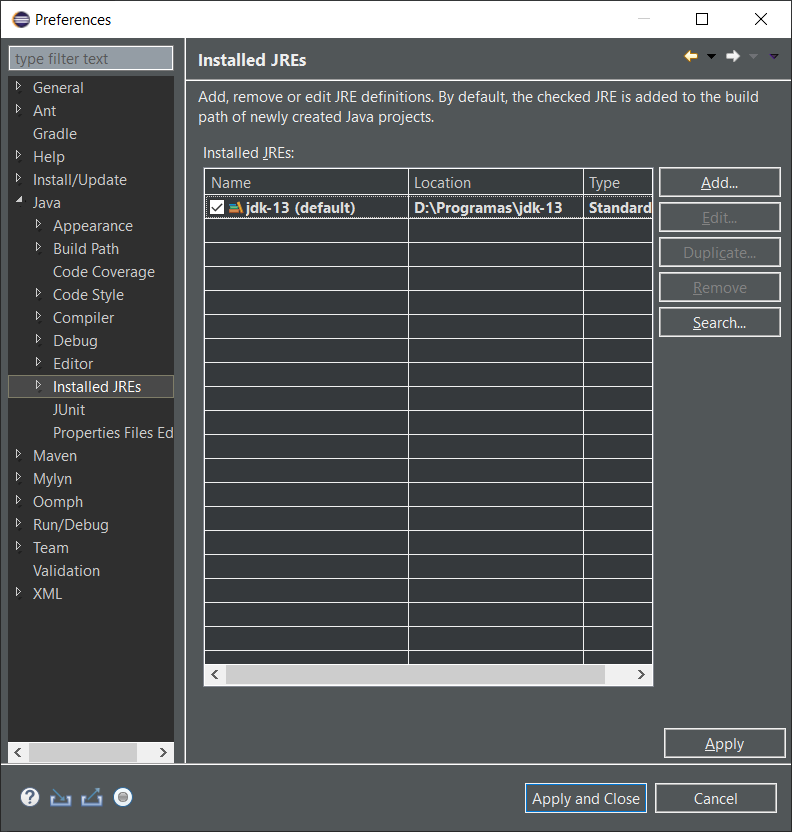 Preferences
type filter text
General
Ant
Gradle
Help
Install/Update
Java
Appearance
Build Path
Code Coverage
Code Style
Compiler
Debug
Editor
Installed JREs
JUnit
Properties Files Ed
Maven
Mylyn
Oomph
Run/Debug
Team
Validation
XML
Installed JREs
Add, remove or edit JRE definitions. By default, the checked JRE is added to the build
path of newly created Java projects.
Installed JREs:
Name Location Type
jdk-13 (default) D:\Programas\jdk-13 Standard
Add...
Edit...
Duplicate...
Remove
Search...
Apply
Apply and Close Cancel